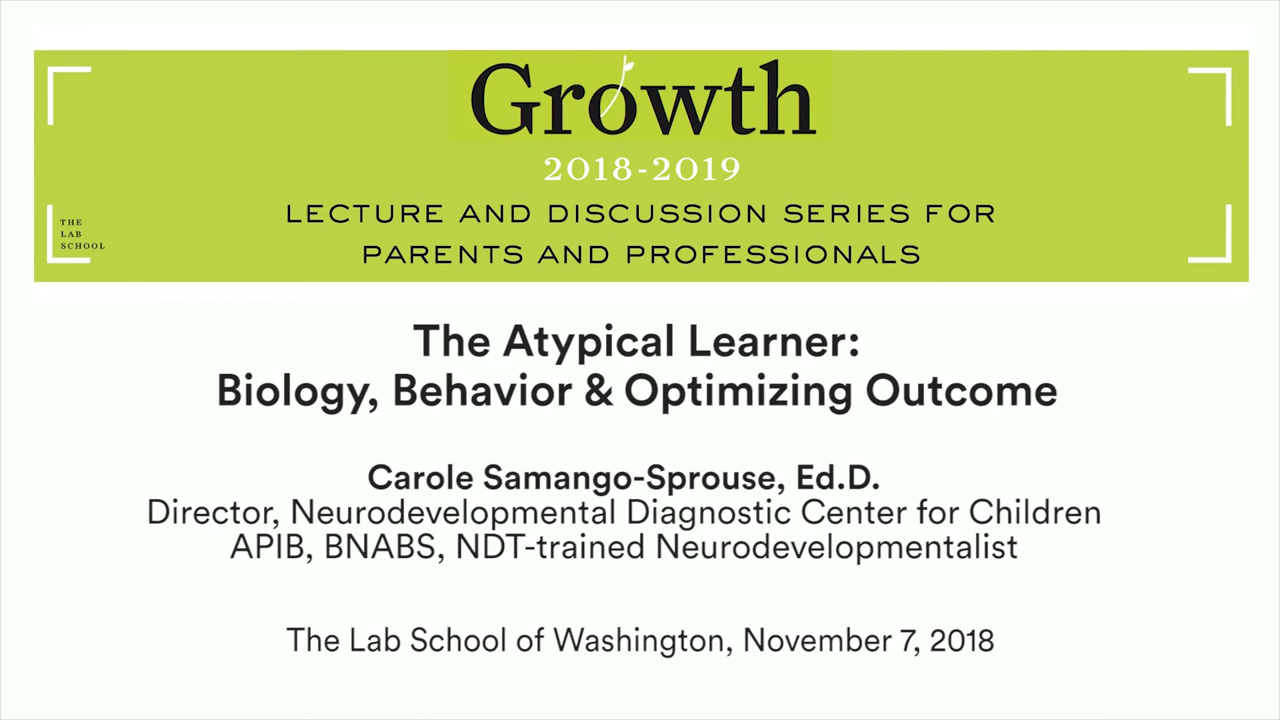 Growth
2018-2019
LECTURE AND DISCUSSION SERIES FOR
PARENTS AND PROFESSIONALS
THE
LAB
SCHOOL
The Atypical Learner:
Biology, Behavior & Optimizing Outcome
Carole Samango-Sprouse, Ed.D.
Director, Neurodevelopmental Diagnostic Center for Children
APIB, BNABS, NDT-trained Neurodevelopmentalist
The Lab School of Washington, November 7, 2018